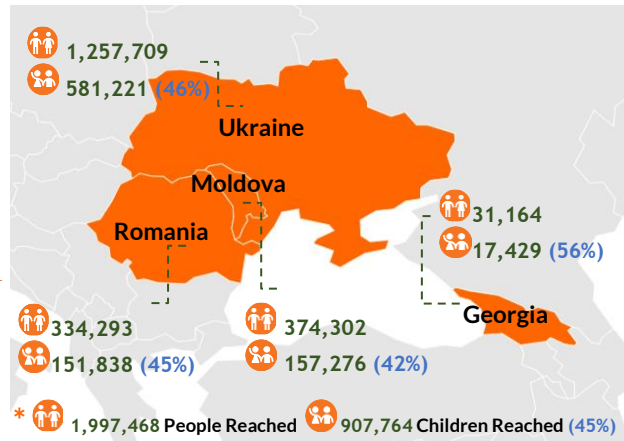 1,257,709
581,221 (46%)
Ukraine
Moldova
Romania
31,164
17,429 (56%)
Georgia
334,293
151,838 (45%)
374,302
157,276 (42%)
* 1,997,468 People Reached 907,764 Children Reached (45%)